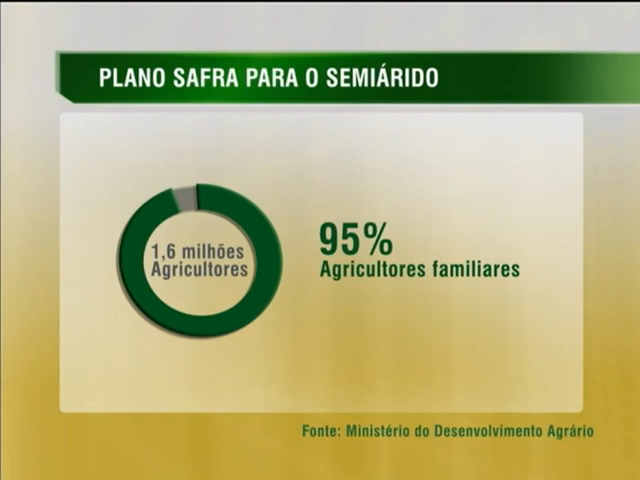 PLANO SAFRA PARA O SEMIÁRIDO
1,6 milhões
Agricultores
95%
Agricultores familiares
Fonte: Ministério do Desenvolvimento Agrário